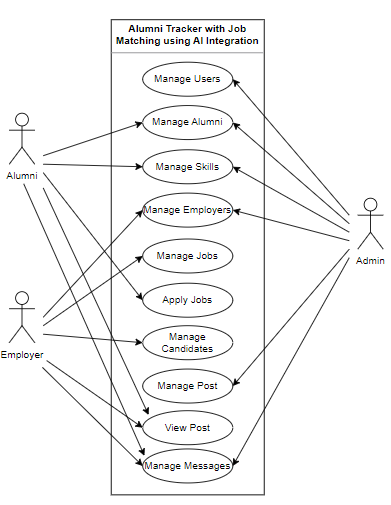 Alumni Tracker with Job
Matching using AI Integration
Manage Users
Manage Alumni
Manage Skills
Alumni
Manage Employers
Admin
Manage Jobs
Apply Jobs
Manage
Candidates
Employer
Manage Post
View Post
Manage Messages